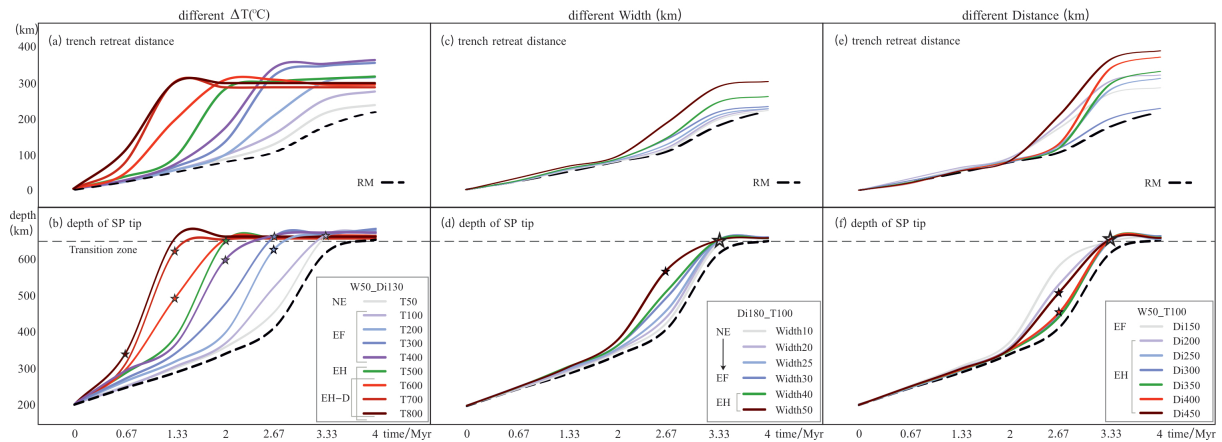 different ΔT(℃)
different Width (km)
different Distance (km)
(km)
(a) trench retreat distance
(c) trench retreat distance
(e) trench retreat distance
400
300
200
100
0
RM
RM
RM
depth
(km)
(b) depth of SP tip
(d) depth of SP tip
(f) depth of SP tip
Transition zone
600
500
400
300
200
W50_Di130
NE
T50
EF
T100
T200
T300
T400
EH
T500
EH-D
T600
T700
T800
Di180_T100
NE
EF
EH
Width10
Width20
Width25
Width30
Width40
Width50
W50_T100
EF
Di150
EH
Di200
Di250
Di300
Di350
Di400
Di450
0 0.67 1.33 2 2.67 3.33 4 time/Myr
0 0.67 1.33 2 2.67 3.33 4 time/Myr
0 0.67 1.33 2 2.67 3.33 4 time/Myr